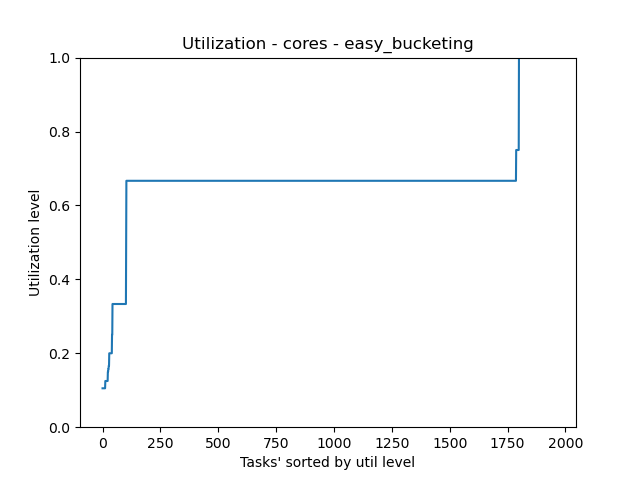 Utilization - cores - easy_bucketing
1.0
0.8
0.6
0.4
0.2
0.0
Utilization level
0 250 500 750 1000 1250 1500 1750 2000
Tasks' sorted by util level